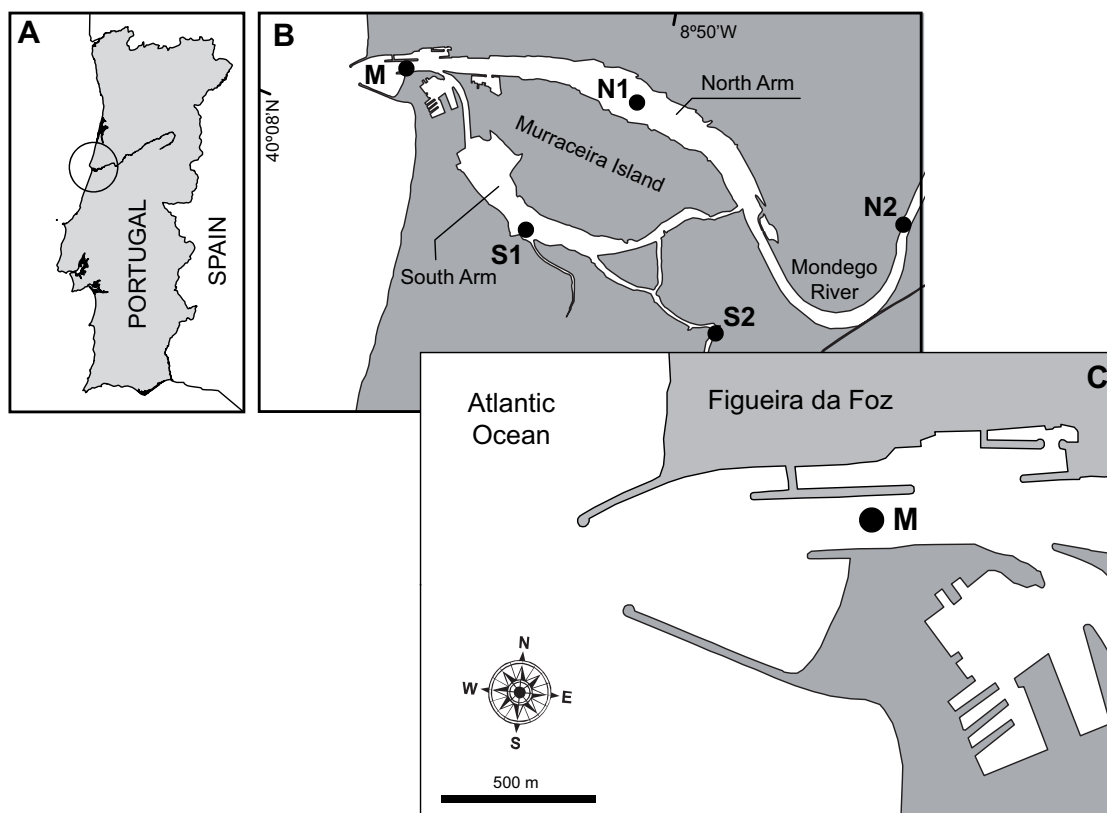 A
PORTUGAL
SPAIN
B
8º50'W
40º08'N
M
N1
North Arm
Murraceira Island
N2
S1
South Arm
Mondego
River
S2
C
Atlantic
Ocean
Figueira da Foz
M
N
W
E
S
500 m